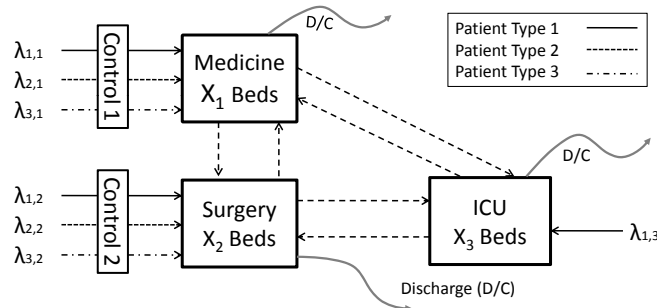 D/C
Patient Type 1
Patient Type 2
Patient Type 3
λ1,1
λ2,1
λ3,1
Control 1
Medicine
X1 Beds
D/C
λ1,2
λ2,2
λ3,2
Control 2
Surgery
X2 Beds
ICU
X3 Beds
λ1,3
Discharge (D/C)